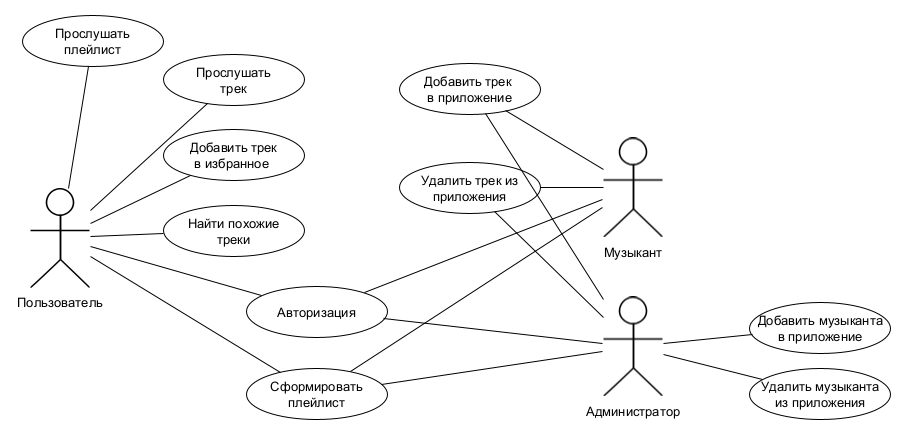 Прослушать
плейлист
Прослушать
трек
Добавить трек
в избранное
Найти похожие
треки
Пользователь
Авторизация
Сформировать
плейлист
Добавить трек
в приложение
Удалить трек из
приложения
Музыкант
Администратор
Добавить музыканта
в приложение
Удалить музыканта
из приложения